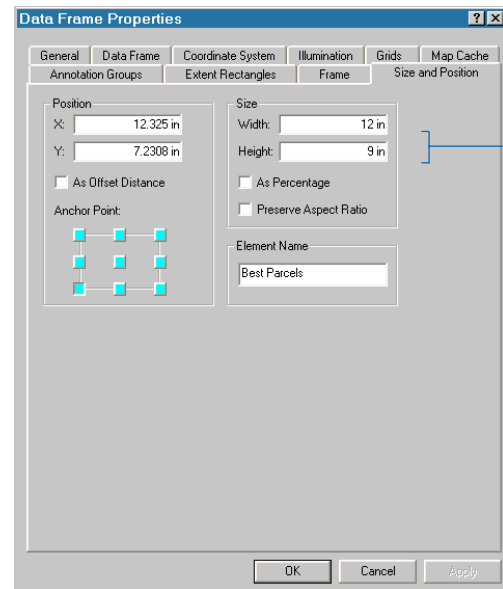 Data Frame Properties
General Data Frame Coordinate System Illumination Grids Map Cache
Annotation Groups Extent Rectangles Frame Size and Position
Position
X: 12.325 in
Y: 7.2308 in
As Offset Distance
Anchor Point:
Size
Width: 12 in
Height: 9 in
As Percentage
Preserve Aspect Ratio
Element Name
Best Parcels
OK Cancel Apply